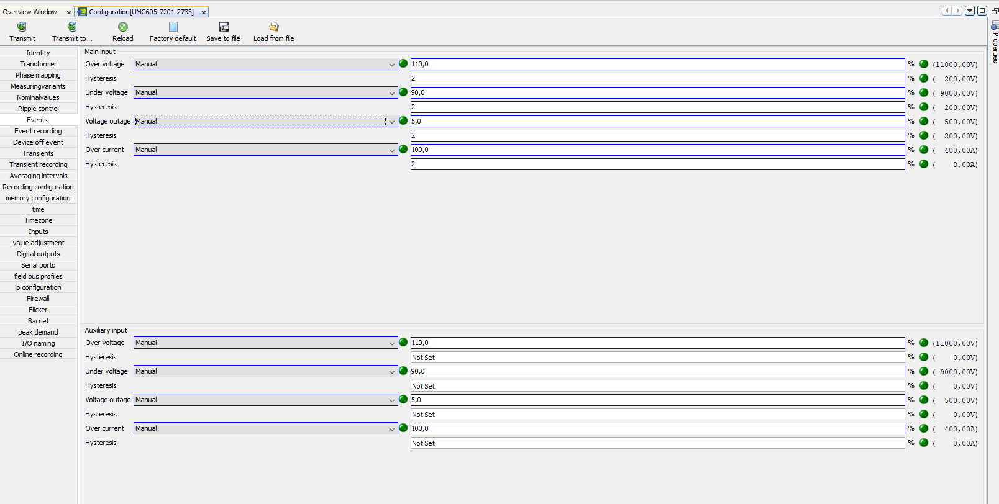 Overview Window x Configuration[UMG605-7201-2733] x
Transmit Transmit to .. Reload Factory default Save to file Load from file
Properties
Identity
Transformer
Phase mapping
Measuringvariants
Nominalvalues
Ripple control
Events
Event recording
Device off event
Transients
Transient recording
Averaging intervals
Recording configuration
memory configuration
time
Timezone
Inputs
value adjustment
Digital outputs
Serial ports
field bus profiles
ip configuration
Firewall
Flicker
Bacnet
peak demand
I/O naming
Online recording
Main input
Over voltage Manual 110,0 % (11000,00V)
Hysteresis 2 % ( 200,00V)
Under voltage Manual 90,0 % ( 9000,00V)
Hysteresis 2 % ( 200,00V)
Voltage outage Manual 5,0 % ( 500,00V)
Hysteresis 2 % ( 200,00V)
Over current Manual 100,0 % ( 400,00A)
Hysteresis 2 % ( 8,00A)
Auxiliary input
Over voltage Manual 110,0 % (11000,00V)
Hysteresis Not Set % ( 0,00V)
Under voltage Manual 90,0 % ( 9000,00V)
Hysteresis Not Set % ( 0,00V)
Voltage outage Manual 5,0 % ( 500,00V)
Hysteresis Not Set % ( 0,00V)
Over current Manual 100,0 % ( 400,00A)
Hysteresis Not Set % ( 0,00A)